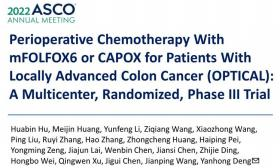 2022 ASCO®
ANNUAL MEETING
Perioperative Chemotherapy With
mFOLFOX6 or CAPOX for Patients With
Locally Advanced Colon Cancer (OPTICAL):
A Multicenter, Randomized, Phase III Trial
Huabin Hu, Meijin Huang, Yunfeng Li, Ziqiang Wang, Xiaozhong Wang,
Ping Liu, Ruyi Zhang, Hao Zhang, Zhongcheng Huang, Haiping Pei,
Yongming Zeng, Jiajun Lai, Wenbin Chen, Jiansi Chen, Zhijie Ding,
Hongbo Wei, Qingwen Xu, Jigui Chen, Jianping Wang, Yanhong Deng